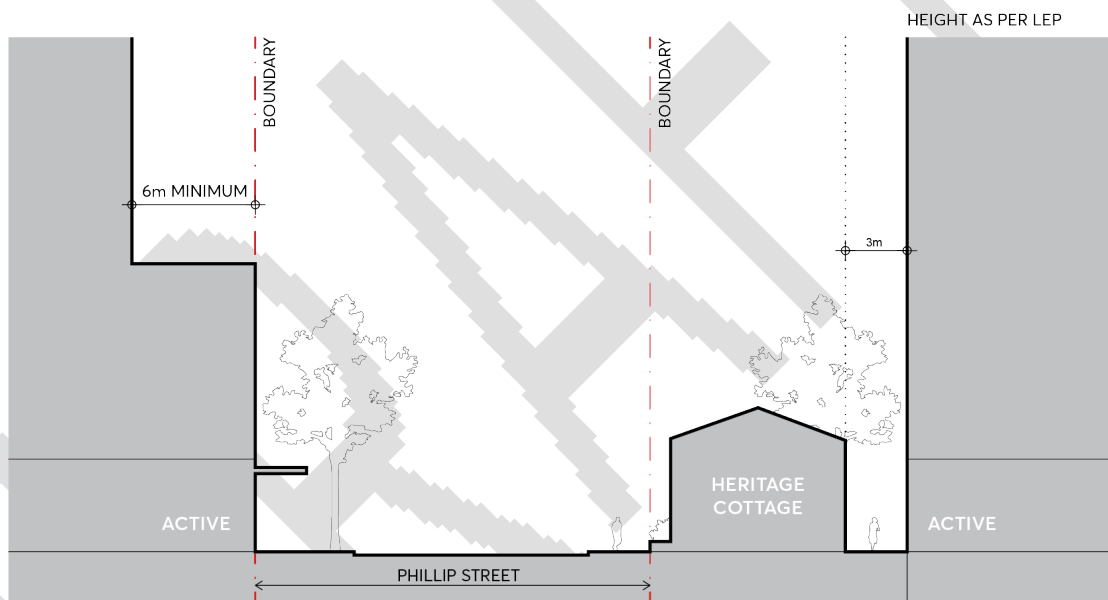 HEIGHT AS PER LEP
BOUNDARY
BOUNDARY
6m MINIMUM
3m
HERITAGE
COTTAGE
ACTIVE
ACTIVE
PHILLIP STREET